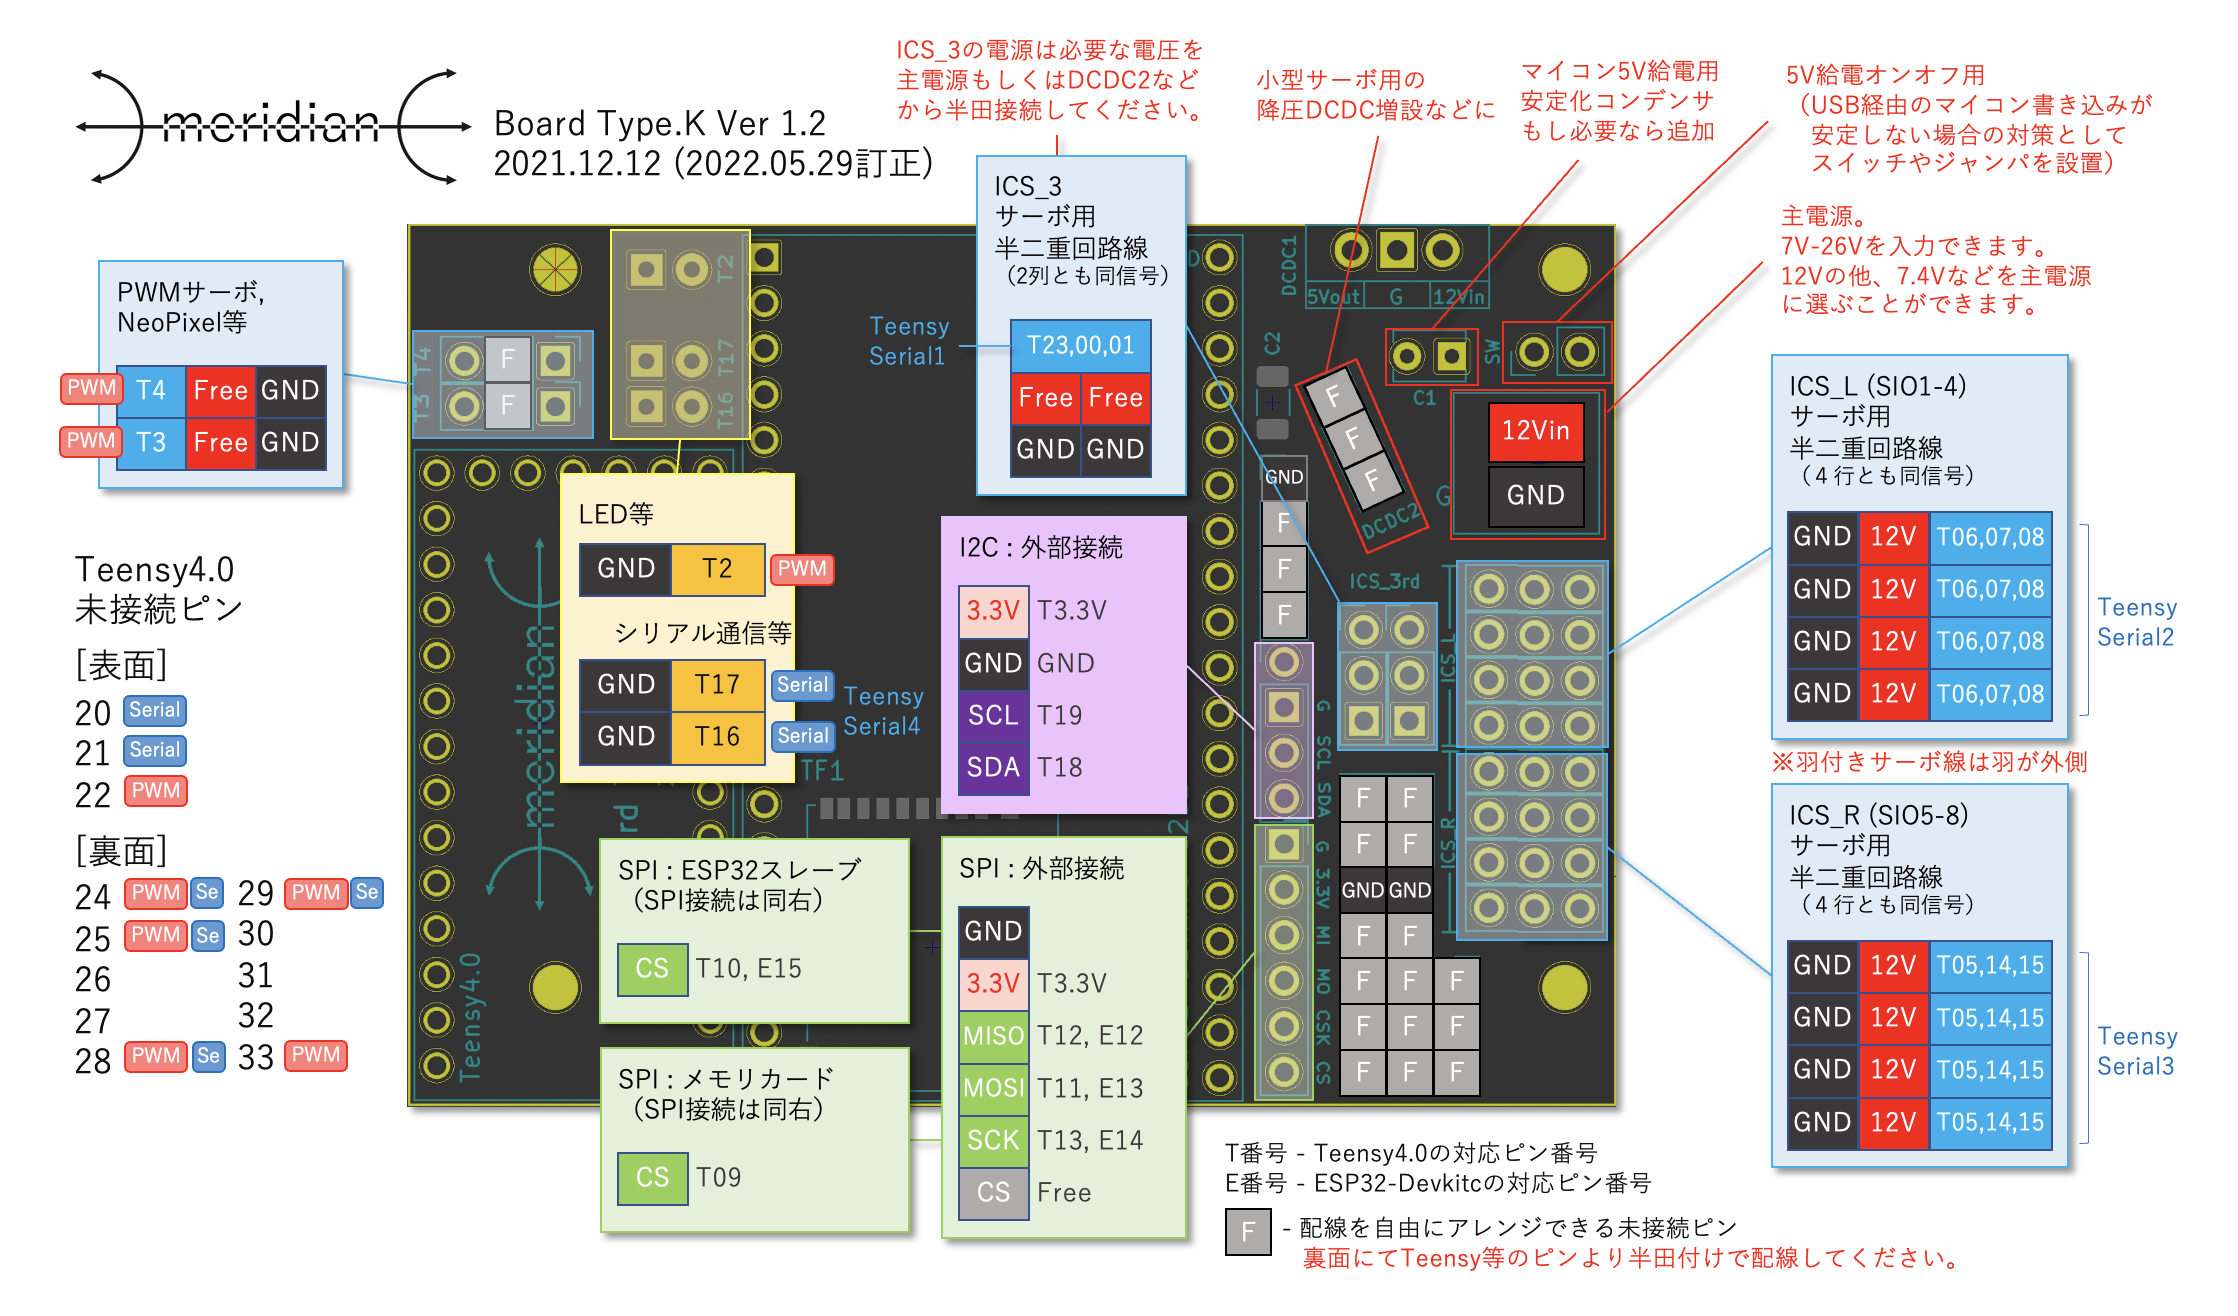 meridian
Board Type.K Ver 1.2
2021.12.12 (2022.05.29訂正)
ICS_3の電源は必要な電圧を
主電源もしくはDCDC2など
から半田接続してください。
小型サーボ用の
降圧DCDC増設などに
マイコン5V給電用
安定化コンデンサ
もし必要なら追加
5V給電オンオフ用
（USB経由のマイコン書き込みが
安定しない場合の対策として
スイッチやジャンパを設置）
主電源。
7V-26Vを入力できます。
12Vの他、7.4Vなどを主電源
に選ぶことができます。
PWMサーボ,
NeoPixel等
PWM T4 Free GND
PWM T3 Free GND
T4 F
T3 F
T2
T17
T16
ICS_3
サーボ用
半二重回路線
（2列とも同信号）
Teensy
Serial1
T23,00,01
Free Free
GND GND
DCDC1
5Vout G 12Vin
C2
C1
SW
F
F
F
DCDC2
12Vin
GND
G
GND
F
F
F
ICS_3rd
ICS_L
ICS_R
LED等
GND T2 PWM
シリアル通信等
GND T17 Serial
GND T16 Serial
Teensy
Serial4
I2C : 外部接続
3.3V T3.3V
GND GND
SCL T19
SDA T18
G
SCL
SDA
G
3.3V
MI
MO
CSK
CS
F F
F F
GND GND
F F
F F F
F F F
F F F
TF1
meridian
rd
Teensy4.0
SPI : ESP32スレーブ
（SPI接続は同右）
CS T10, E15
SPI : メモリカード
（SPI接続は同右）
CS T09
SPI : 外部接続
GND
3.3V T3.3V
MISO T12, E12
MOSI T11, E13
SCK T13, E14
CS Free
ICS_L (SIO1-4)
サーボ用
半二重回路線
（４行とも同信号）
GND 12V T06,07,08
GND 12V T06,07,08
GND 12V T06,07,08
GND 12V T06,07,08
Teensy
Serial2
※羽付きサーボ線は羽が外側
ICS_R (SIO5-8)
サーボ用
半二重回路線
（４行とも同信号）
GND 12V T05,14,15
GND 12V T05,14,15
GND 12V T05,14,15
GND 12V T05,14,15
Teensy
Serial3
Teensy4.0
未接続ピン
[表面]
20 Serial
21 Serial
22 PWM
[裏面]
24 PWM Se 29 PWM Se
25 PWM Se 30
26 31
27 32
28 PWM Se 33 PWM
T番号 - Teensy4.0の対応ピン番号
E番号 - ESP32-Devkitcの対応ピン番号
F - 配線を自由にアレンジできる未接続ピン
裏面にてTeensy等のピンより半田付けで配線してください。